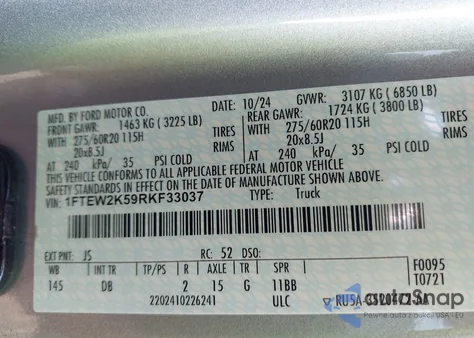 MFD. BY FORD MOTOR CO.
10/24 GVWR: 3107 KG ( 6850 LB)
FRONT GAWR: 1463 KG ( 3225 LB) REAR GAWR: 1724 KG ( 3800 LB)
WITH 275/60R20 115H TIRES WITH 275/60R20 115H TIRES
20x8.5J RIMS 20x8.5J RIMS
AT 240 kPa/ 35 PSI COLD AT 240 kPa/ 35 PSI COLD
THIS VEHICLE CONFORMS TO ALL APPLICABLE FEDERAL MOTOR VEHICLE
SAFETY STANDARDS IN EFFECT ON THE DATE OF MANUFACTURE SHOWN ABOVE.
VIN: 1FTEW2K59RKF33037 TYPE: Truck
EXT PNT: JS RC: 52 DSO:
WB INT TR TP/PS R AXLE TR SPR F0095
145 DB 2 15 G 11BB T0721
2202410226241 ULC
autoSnap
Pewne auta z aukcji USA i EU